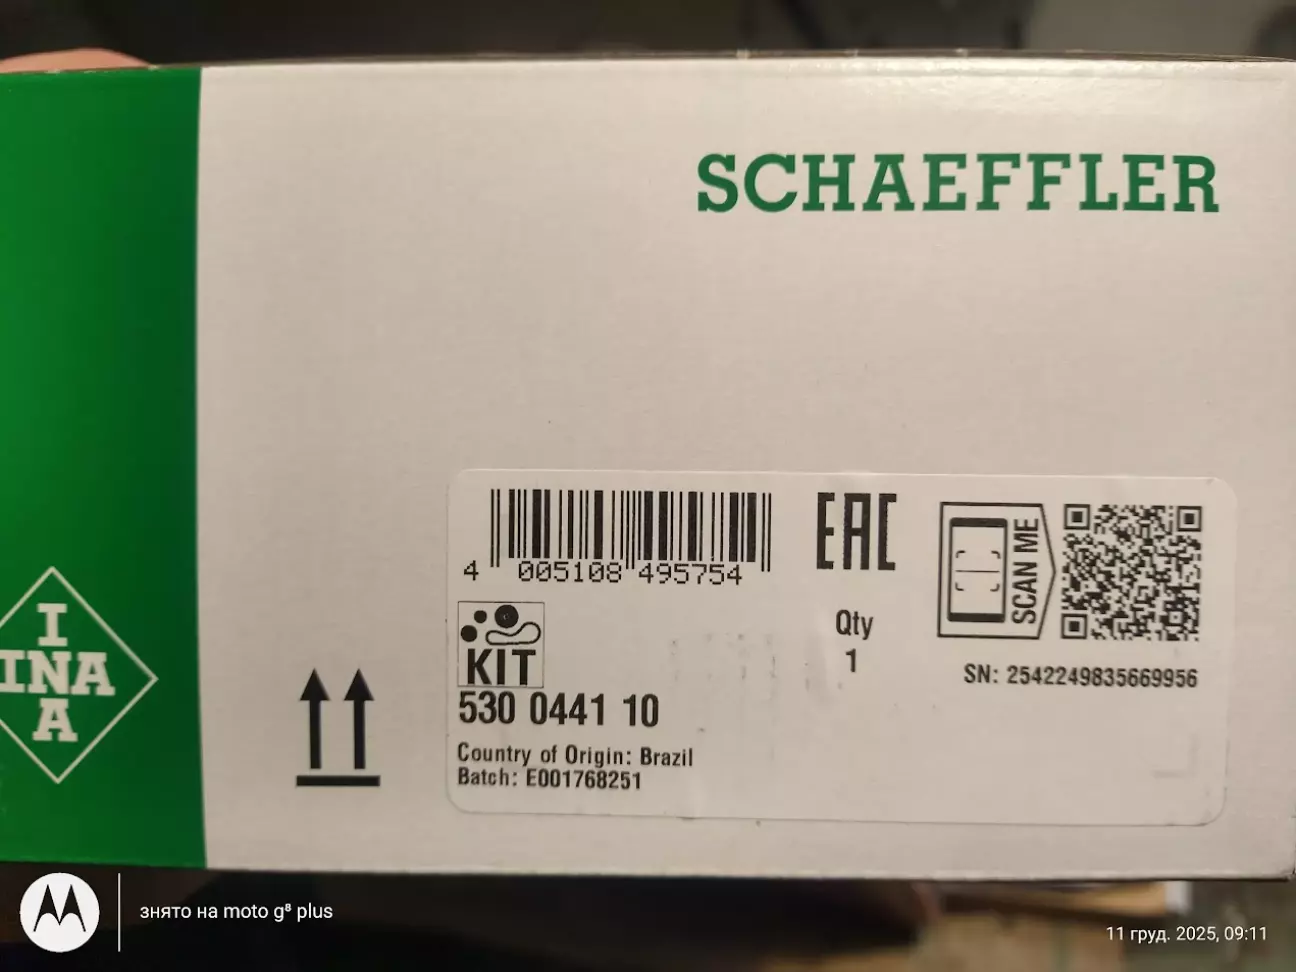 SCHAEFFLER
I
INA
A
4 005108 495754
EAC
SCAN ME
KIT
Qty
1
SN: 2542249835669956
530 0441 10
Country of Origin: Brazil
Batch: E001768251
знято на moto g⁸ plus
11 груд. 2025, 09:11